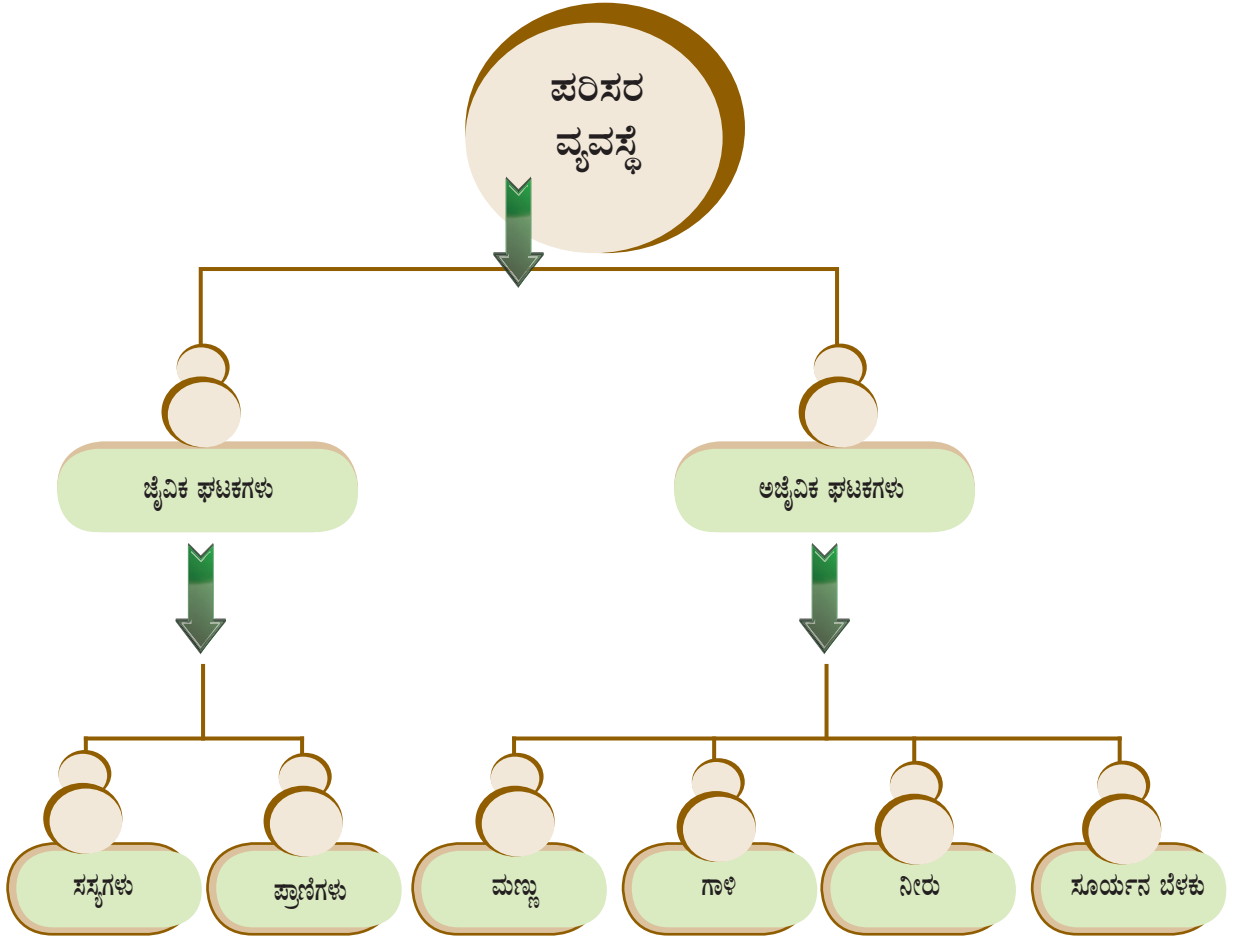 ಪರಿಸರ
ವ್ಯವಸ್ಥೆ
ಜೈವಿಕ ಘಟಕಗಳು
ಅಜೈವಿಕ ಘಟಕಗಳು
ಸಸ್ಯಗಳು
ಪ್ರಾಣಿಗಳು
ಮಣ್ಣು
ಗಾಳಿ
ನೀರು
ಸೂರ್ಯನ ಬೆಳಕು